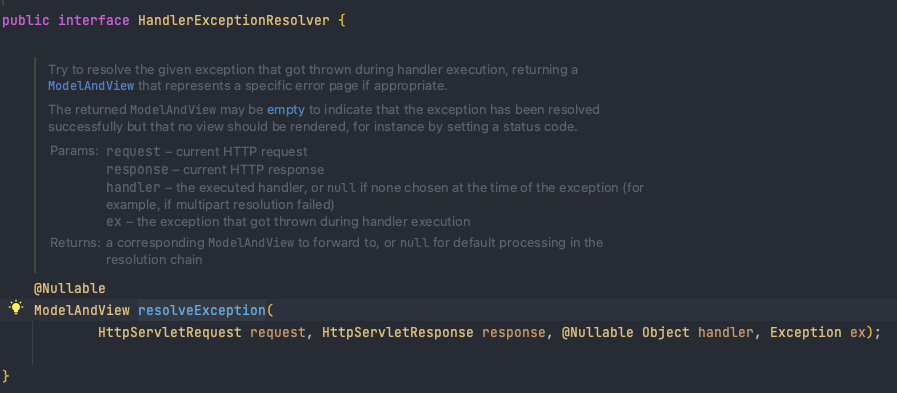 public interface HandlerExceptionResolver {
Try to resolve the given exception that got thrown during handler execution, returning a
ModelAndView that represents a specific error page if appropriate.
The returned ModelAndView may be empty to indicate that the exception has been resolved
successfully but that no view should be rendered, for instance by setting a status code.
Params: request – current HTTP request
response – current HTTP response
handler – the executed handler, or null if none chosen at the time of the exception (for
example, if multipart resolution failed)
ex – the exception that got thrown during handler execution
Returns: a corresponding ModelAndView to forward to, or null for default processing in the
resolution chain
@Nullable
ModelAndView resolveException(
HttpServletRequest request, HttpServletResponse response, @Nullable Object handler, Exception ex);
}